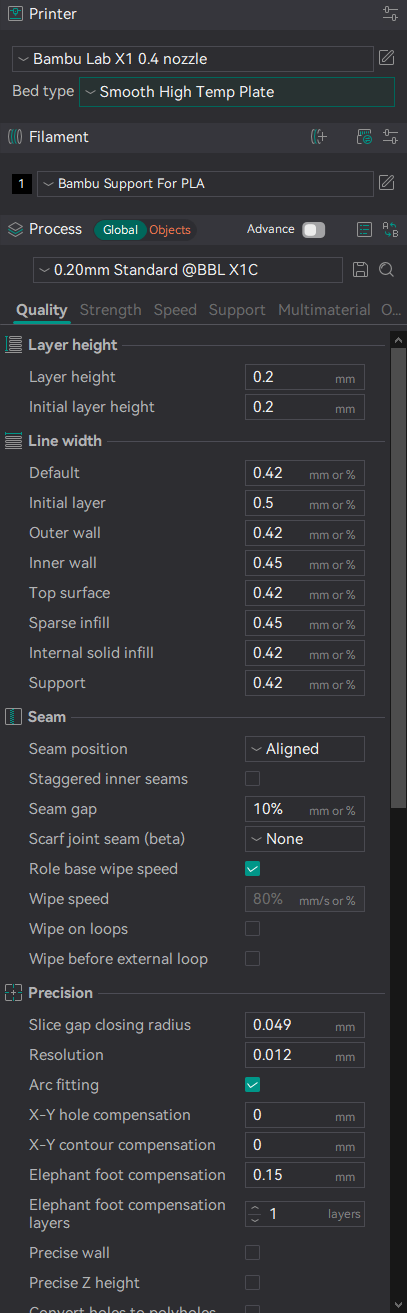 Printer
Bambu Lab X1 0.4 nozzle
Bed type Smooth High Temp Plate
Filament
1 Bambu Support For PLA
Process Global Objects Advance A B
0.20mm Standard @BBL X1C
Quality Strength Speed Support Multimaterial O...
Layer height
Layer height 0.2 mm
Initial layer height 0.2 mm
Line width
Default 0.42 mm or %
Initial layer 0.5 mm or %
Outer wall 0.42 mm or %
Inner wall 0.45 mm or %
Top surface 0.42 mm or %
Sparse infill 0.45 mm or %
Internal solid infill 0.42 mm or %
Support 0.42 mm or %
Seam
Seam position Aligned
Staggered inner seams
Seam gap 10% mm or %
Scarf joint seam (beta) None
Role base wipe speed
Wipe speed 80% mm/s or %
Wipe on loops
Wipe before external loop
Precision
Slice gap closing radius 0.049 mm
Resolution 0.012 mm
Arc fitting
X-Y hole compensation 0 mm
X-Y contour compensation 0 mm
Elephant foot compensation 0.15 mm
Elephant foot compensation
layers 1 layers
Precise wall
Precise Z height
Convert holes to polyholes